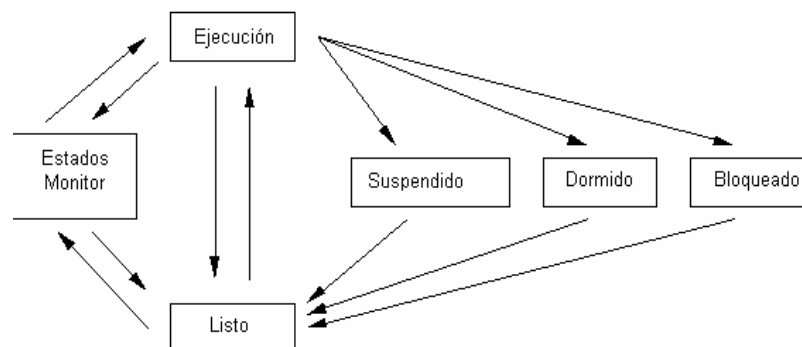 Ejecución
Estados
Monitor
Suspendido
Dormido
Bloqueado
Listo